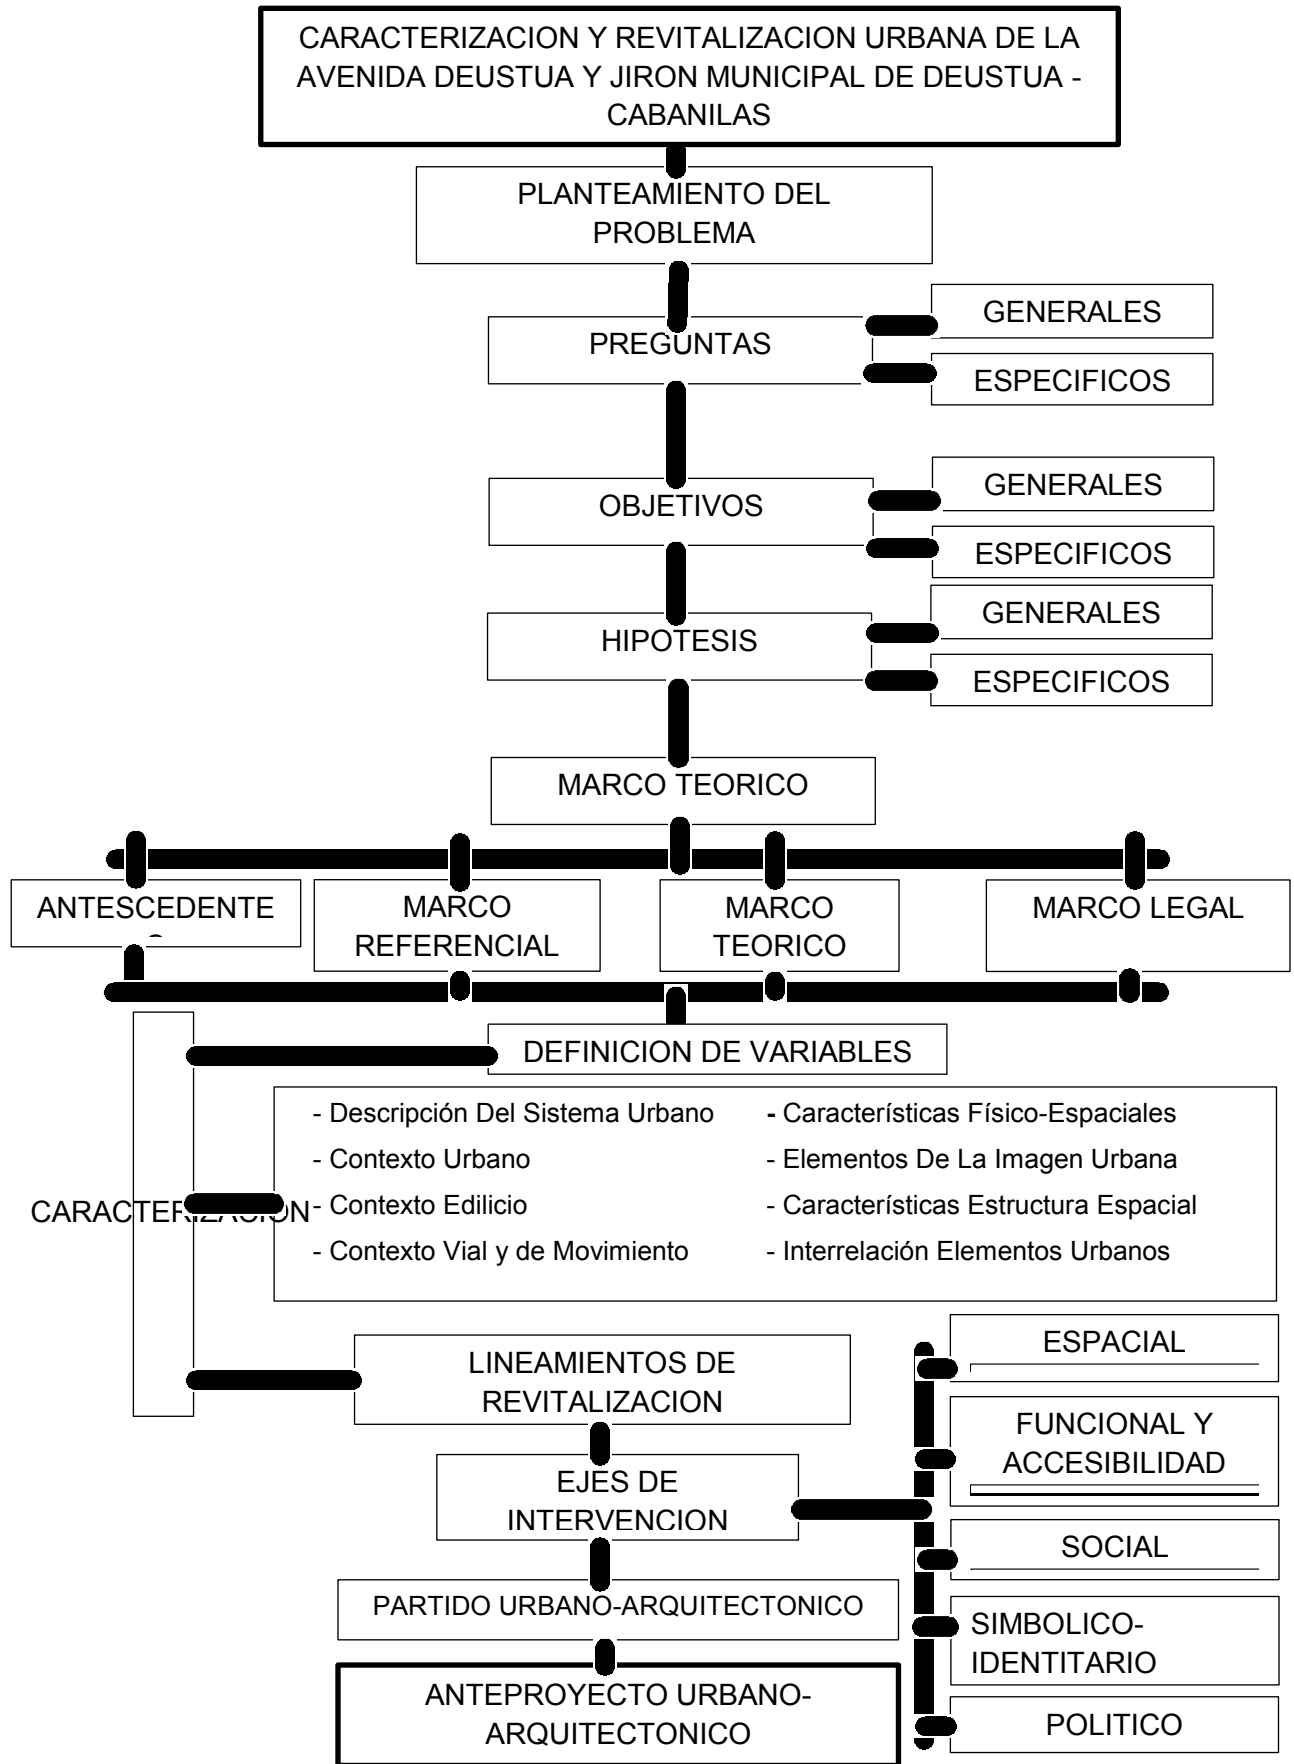 CARACTERIZACION Y REVITALIZACION URBANA DE LA
AVENIDA DEUSTUA Y JIRON MUNICIPAL DE DEUSTUA -
CABANILAS
PLANTEAMIENTO DEL
PROBLEMA
PREGUNTAS
GENERALES
ESPECIFICOS
OBJETIVOS
GENERALES
ESPECIFICOS
HIPOTESIS
GENERALES
ESPECIFICOS
MARCO TEORICO
ANTESCEDENTE
MARCO
REFERENCIAL
MARCO
TEORICO
MARCO LEGAL
DEFINICION DE VARIABLES
CARACTERIZACION
- Descripción Del Sistema Urbano
- Contexto Urbano
- Contexto Edilicio
- Contexto Vial y de Movimiento
- Características Físico-Espaciales
- Elementos De La Imagen Urbana
- Características Estructura Espacial
- Interrelación Elementos Urbanos
LINEAMIENTOS DE
REVITALIZACION
EJES DE
INTERVENCION
ESPACIAL
FUNCIONAL Y
ACCESIBILIDAD
SOCIAL
SIMBOLICO-
IDENTITARIO
POLITICO
PARTIDO URBANO-ARQUITECTONICO
ANTEPROYECTO URBANO-
ARQUITECTONICO